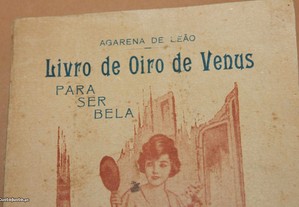 AGARENA DE LEÃO
Livro de Oiro de Venus
PARA
SER
BELA